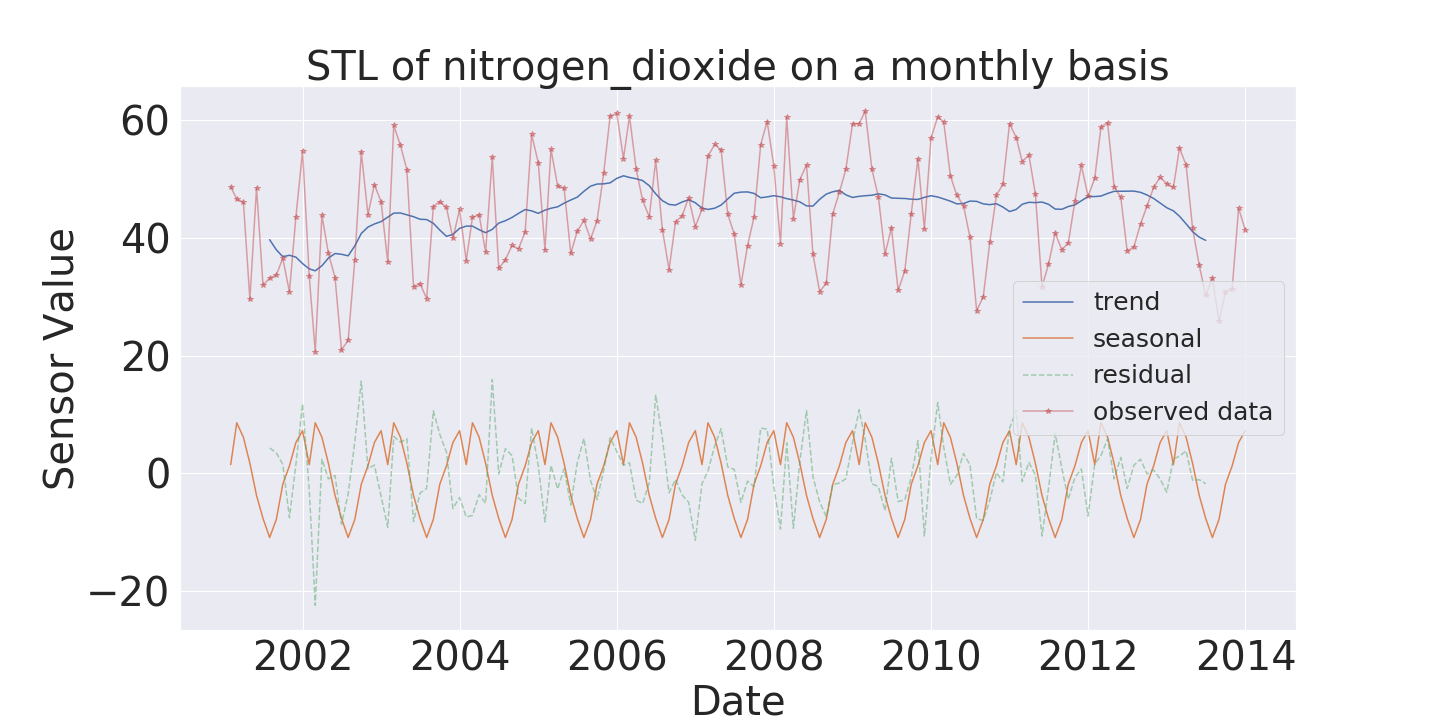 STL of nitrogen_dioxide on a monthly basis
60
40
20
0
−20
Sensor Value
trend
seasonal
residual
observed data
2002 2004 2006 2008 2010 2012 2014
Date